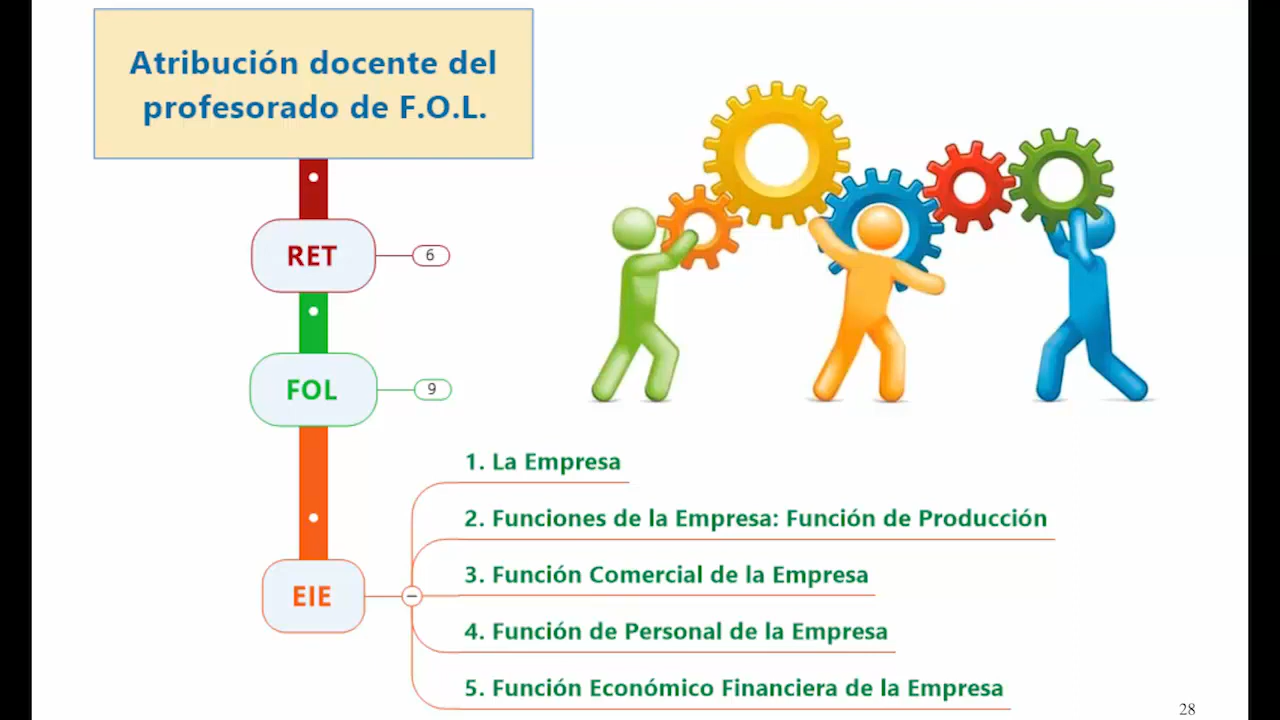 Atribución docente del
profesorado de F.O.L.
RET
6
FOL
9
EIE
1. La Empresa
2. Funciones de la Empresa: Función de Producción
3. Función Comercial de la Empresa
4. Función de Personal de la Empresa
5. Función Económico Financiera de la Empresa
28